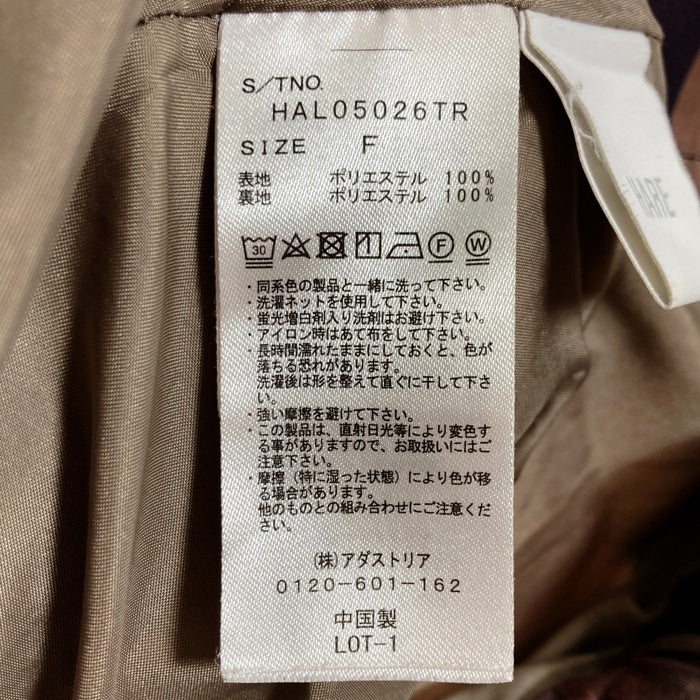 S/TNO.
HAL05026TR
SIZE F
表地 ポリエステル 100%
裏地 ポリエステル 100%
30 F W
・同系色の製品と一緒に洗って下さい。
・洗濯ネットを使用して下さい。
・蛍光増白剤入り洗剤はお避け下さい。
・アイロン時はあて布をして下さい。
・長時間濡れたままにしておくと、色が
落ちる恐れがあります。
洗濯後は形を整えて直ぐに干して下さ
い。
・強い摩擦を避けて下さい。
・この製品は、直射日光等により変色す
る事がありますので、お取扱いにはご
注意下さい。
・摩擦（特に湿った状態）により色が移
る場合があります。
他のものとの組み合わせにご注意くだ
さい。
(株)アダストリア
0120-601-162
中国製
LOT-1
HARE